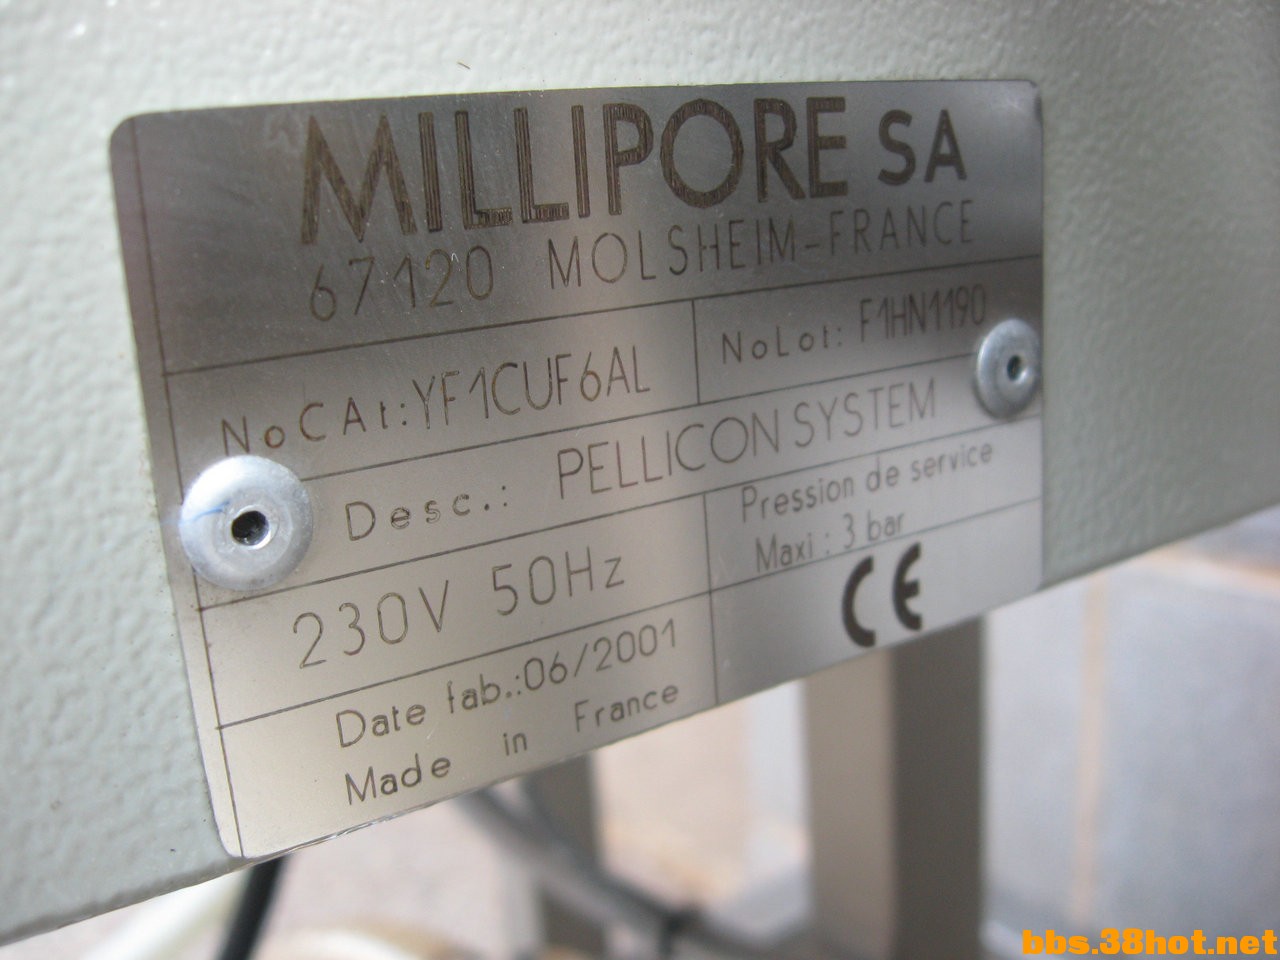 MILLIPORE SA
67120 MOLSHEIM-FRANCE
NoCAt: YF1CUF6AL
NoLot: F1HN1190
Desc.: PELLICON SYSTEM
230V 50Hz
Pression de service
Maxi : 3 bar
CE
Date fab.:06/2001
Made in France
bbs.38hot.net